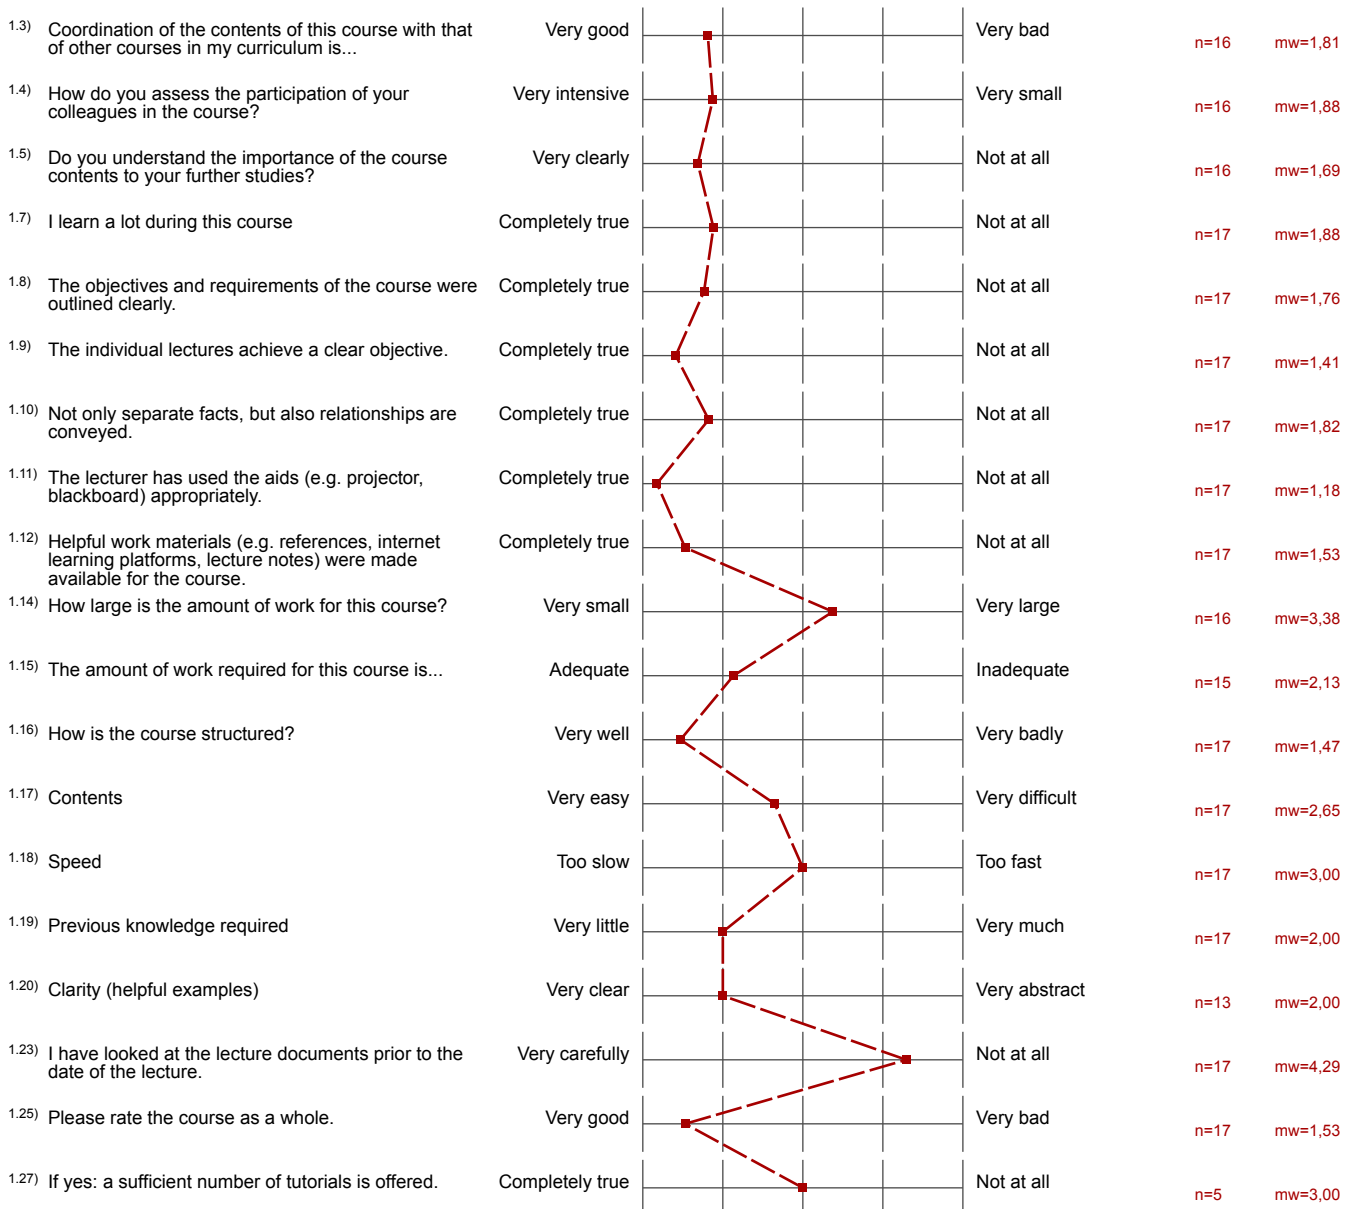 1.3) Coordination of the contents of this course with that Very good Very bad
of other courses in my curriculum is... n=16 mw=1,81
1.4) How do you assess the participation of your Very intensive Very small
colleagues in the course? n=16 mw=1,88
1.5) Do you understand the importance of the course Very clearly Not at all
contents to your further studies? n=16 mw=1,69
1.7) I learn a lot during this course Completely true Not at all
n=17 mw=1,88
1.8) The objectives and requirements of the course were Completely true Not at all
outlined clearly. n=17 mw=1,76
1.9) The individual lectures achieve a clear objective. Completely true Not at all
n=17 mw=1,41
1.10) Not only separate facts, but also relationships are Completely true Not at all
conveyed. n=17 mw=1,82
1.11) The lecturer has used the aids (e.g. projector, Completely true Not at all
blackboard) appropriately. n=17 mw=1,18
1.12) Helpful work materials (e.g. references, internet Completely true Not at all
learning platforms, lecture notes) were made n=17 mw=1,53
available for the course.
1.14) How large is the amount of work for this course? Very small Very large
n=16 mw=3,38
1.15) The amount of work required for this course is... Adequate Inadequate
n=15 mw=2,13
1.16) How is the course structured? Very well Very badly
n=17 mw=1,47
1.17) Contents Very easy Very difficult
n=17 mw=2,65
1.18) Speed Too slow Too fast
n=17 mw=3,00
1.19) Previous knowledge required Very little Very much
n=17 mw=2,00
1.20) Clarity (helpful examples) Very clear Very abstract
n=13 mw=2,00
1.23) I have looked at the lecture documents prior to the Very carefully Not at all
date of the lecture. n=17 mw=4,29
1.25) Please rate the course as a whole. Very good Very bad
n=17 mw=1,53
1.27) If yes: a sufficient number of tutorials is offered. Completely true Not at all
n=5 mw=3,00